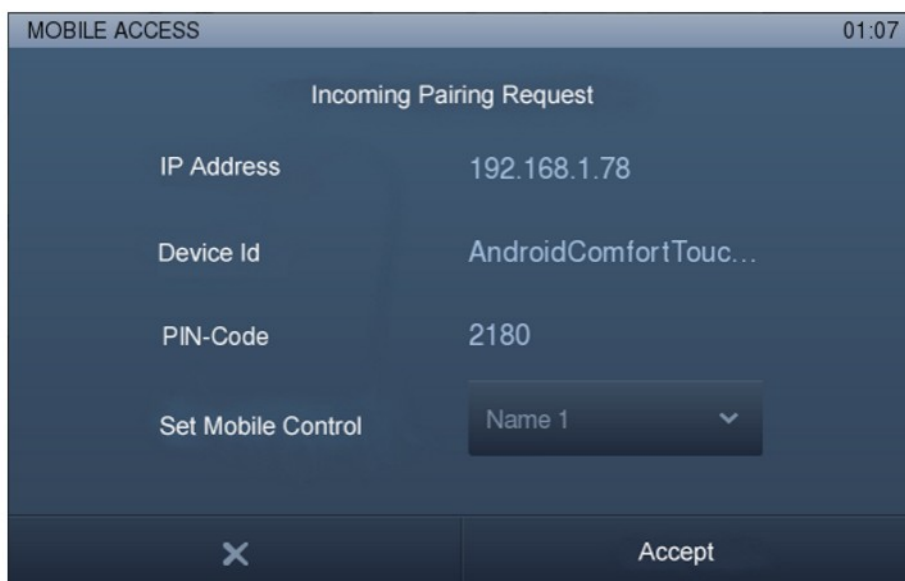 MOBILE ACCESS 01:07
Incoming Pairing Request
IP Address 192.168.1.78
Device Id AndroidComfortTouc...
PIN-Code 2180
Set Mobile Control Name 1
Accept